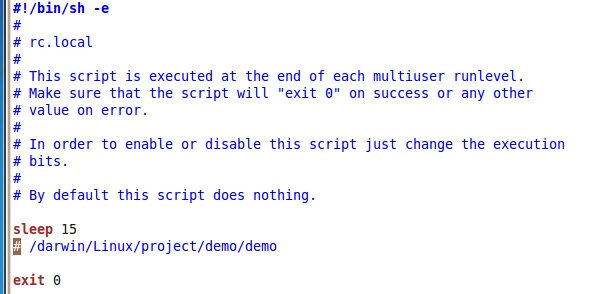 #!/bin/sh -e
#
# rc.local
#
# This script is executed at the end of each multiuser runlevel.
# Make sure that the script will "exit 0" on success or any other
# value on error.
#
# In order to enable or disable this script just change the execution
# bits.
#
# By default this script does nothing.
sleep 15
# /darwin/Linux/project/demo/demo
exit 0